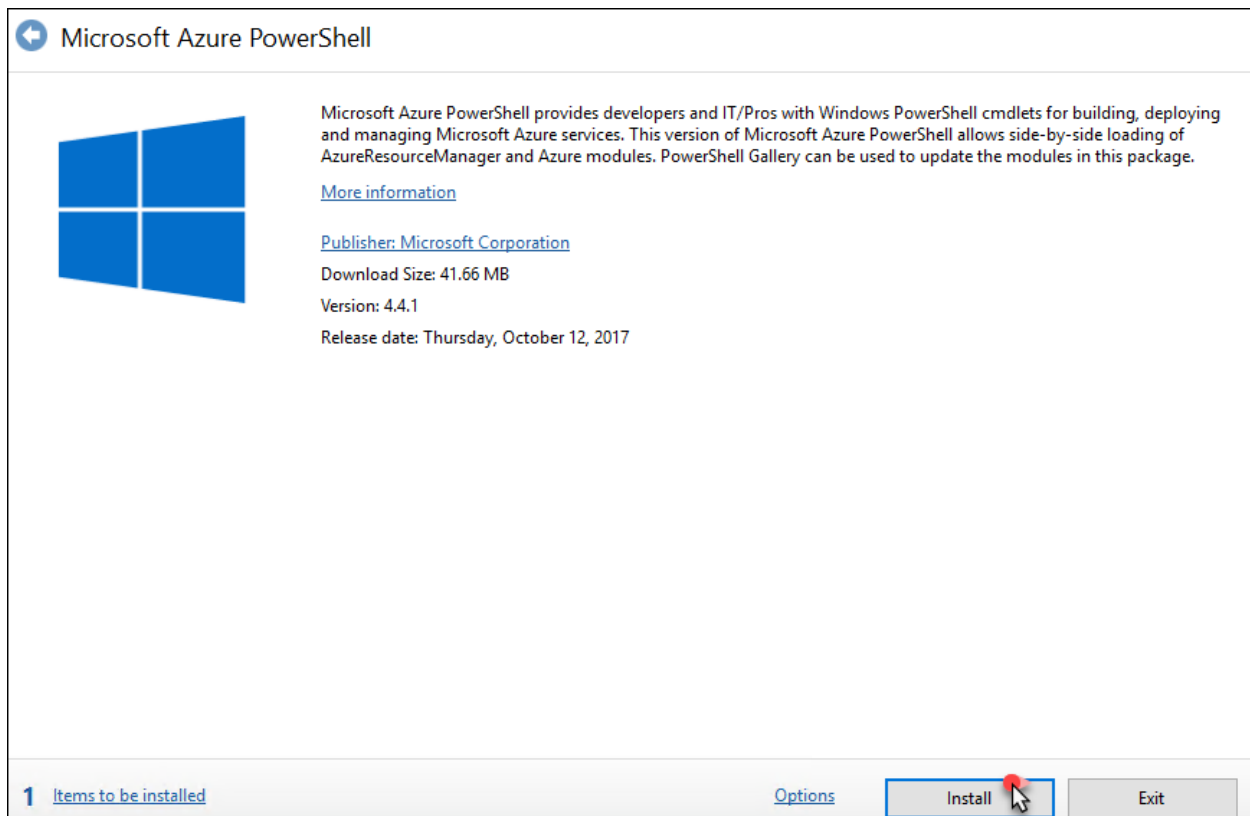 Microsoft Azure PowerShell
Microsoft Azure PowerShell provides developers and IT/Pros with Windows PowerShell cmdlets for building, deploying
and managing Microsoft Azure services. This version of Microsoft Azure PowerShell allows side-by-side loading of
AzureResourceManager and Azure modules. PowerShell Gallery can be used to update the modules in this package.
More information
Publisher: Microsoft Corporation
Download Size: 41.66 MB
Version: 4.4.1
Release date: Thursday, October 12, 2017
1 Items to be installed Options Install Exit